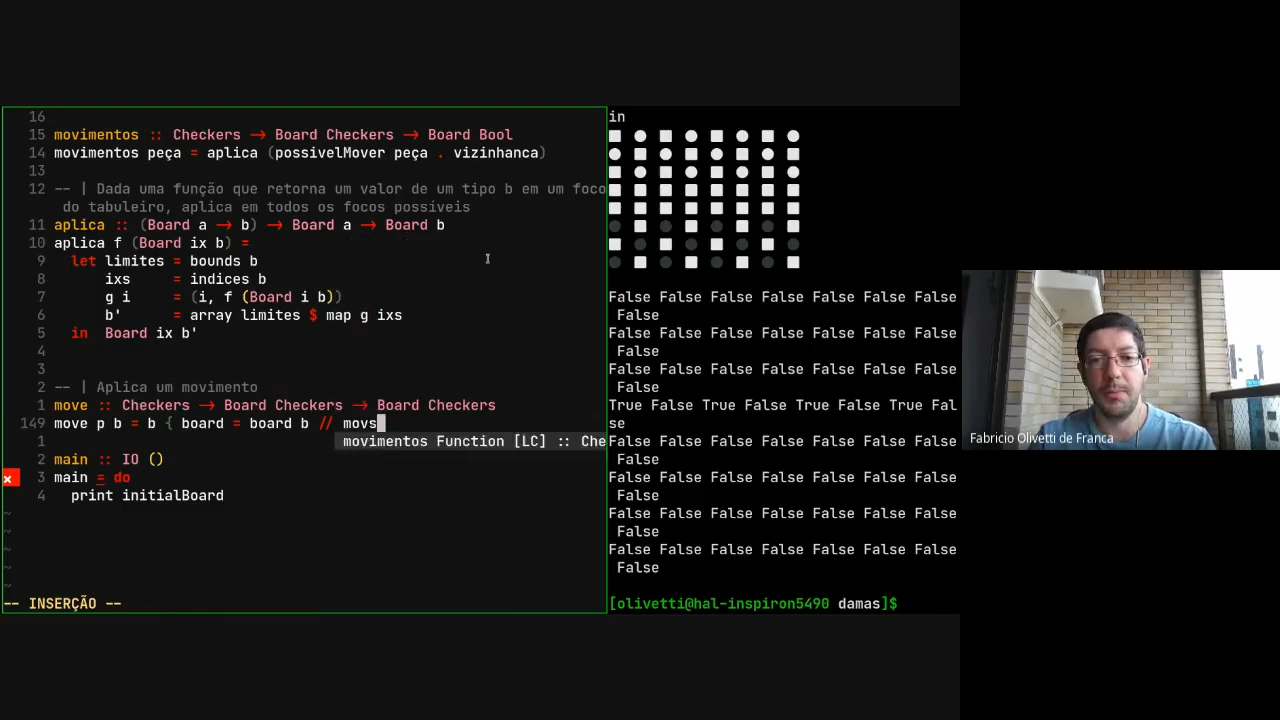 16
15 movimentos :: Checkers → Board Checkers → Board Bool
14 movimentos peça = aplica (possivelMover peça . vizinhanca)
13
12 -- | Dada uma função que retorna um valor de um tipo b em um foco
do tabuleiro, aplica em todos os focos possíveis
11 aplica :: (Board a → b) → Board a → Board b
10 aplica f (Board ix b) =
9 let limites = bounds b
8 ixs = indices b
7 g i = (i, f (Board i b))
6 b' = array limites $ map g ixs
5 in Board ix b'
4
3
2 -- | Aplica um movimento
1 move :: Checkers → Board Checkers → Board Checkers
149 move p b = b { board = board b // movs
1 movimentos Function [LC] :: Che
2 main :: IO ()
× 3 main = do
4 print initialBoard
~
~
~
~
~
-- INSERÇÃO --
in
False False False False False False False
False
False False False False False False False
False
False False False False False False False
False
True False True False True False True Fal
se
False False False False False False False
False
False False False False False False False
False
False False False False False False False
False
False False False False False False False
False
[olivetti@hal-inspiron5490 damas]$
Fabricio Olivetti de Franca